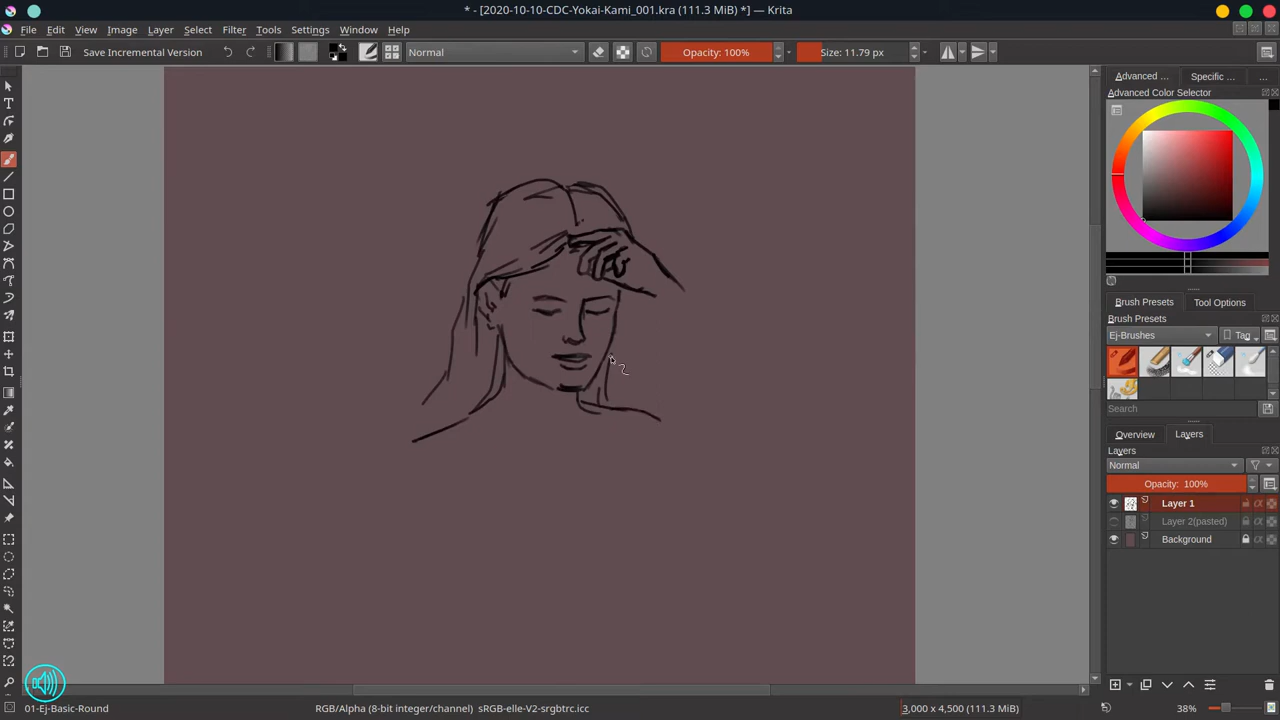 * - [2020-10-10-CDC-Yokai-Kami_001.kra (111.3 MiB) *] — Krita
File Edit View Image Layer Select Filter Tools Settings Window Help
Save Incremental Version Normal Opacity: 100% Size: 11.79 px
Advanced ... Specific ... ...
Advanced Color Selector
Brush Presets Tool Options
Brush Presets
Ej-Brushes Tag
Search
Overview Layers
Layers
Normal
Opacity: 100%
Layer 1
Layer 2(pasted)
Background
01-Ej-Basic-Round RGB/Alpha (8-bit integer/channel) sRGB-elle-V2-srgbtrc.icc 3,000 x 4,500 (111.3 MiB) 38%